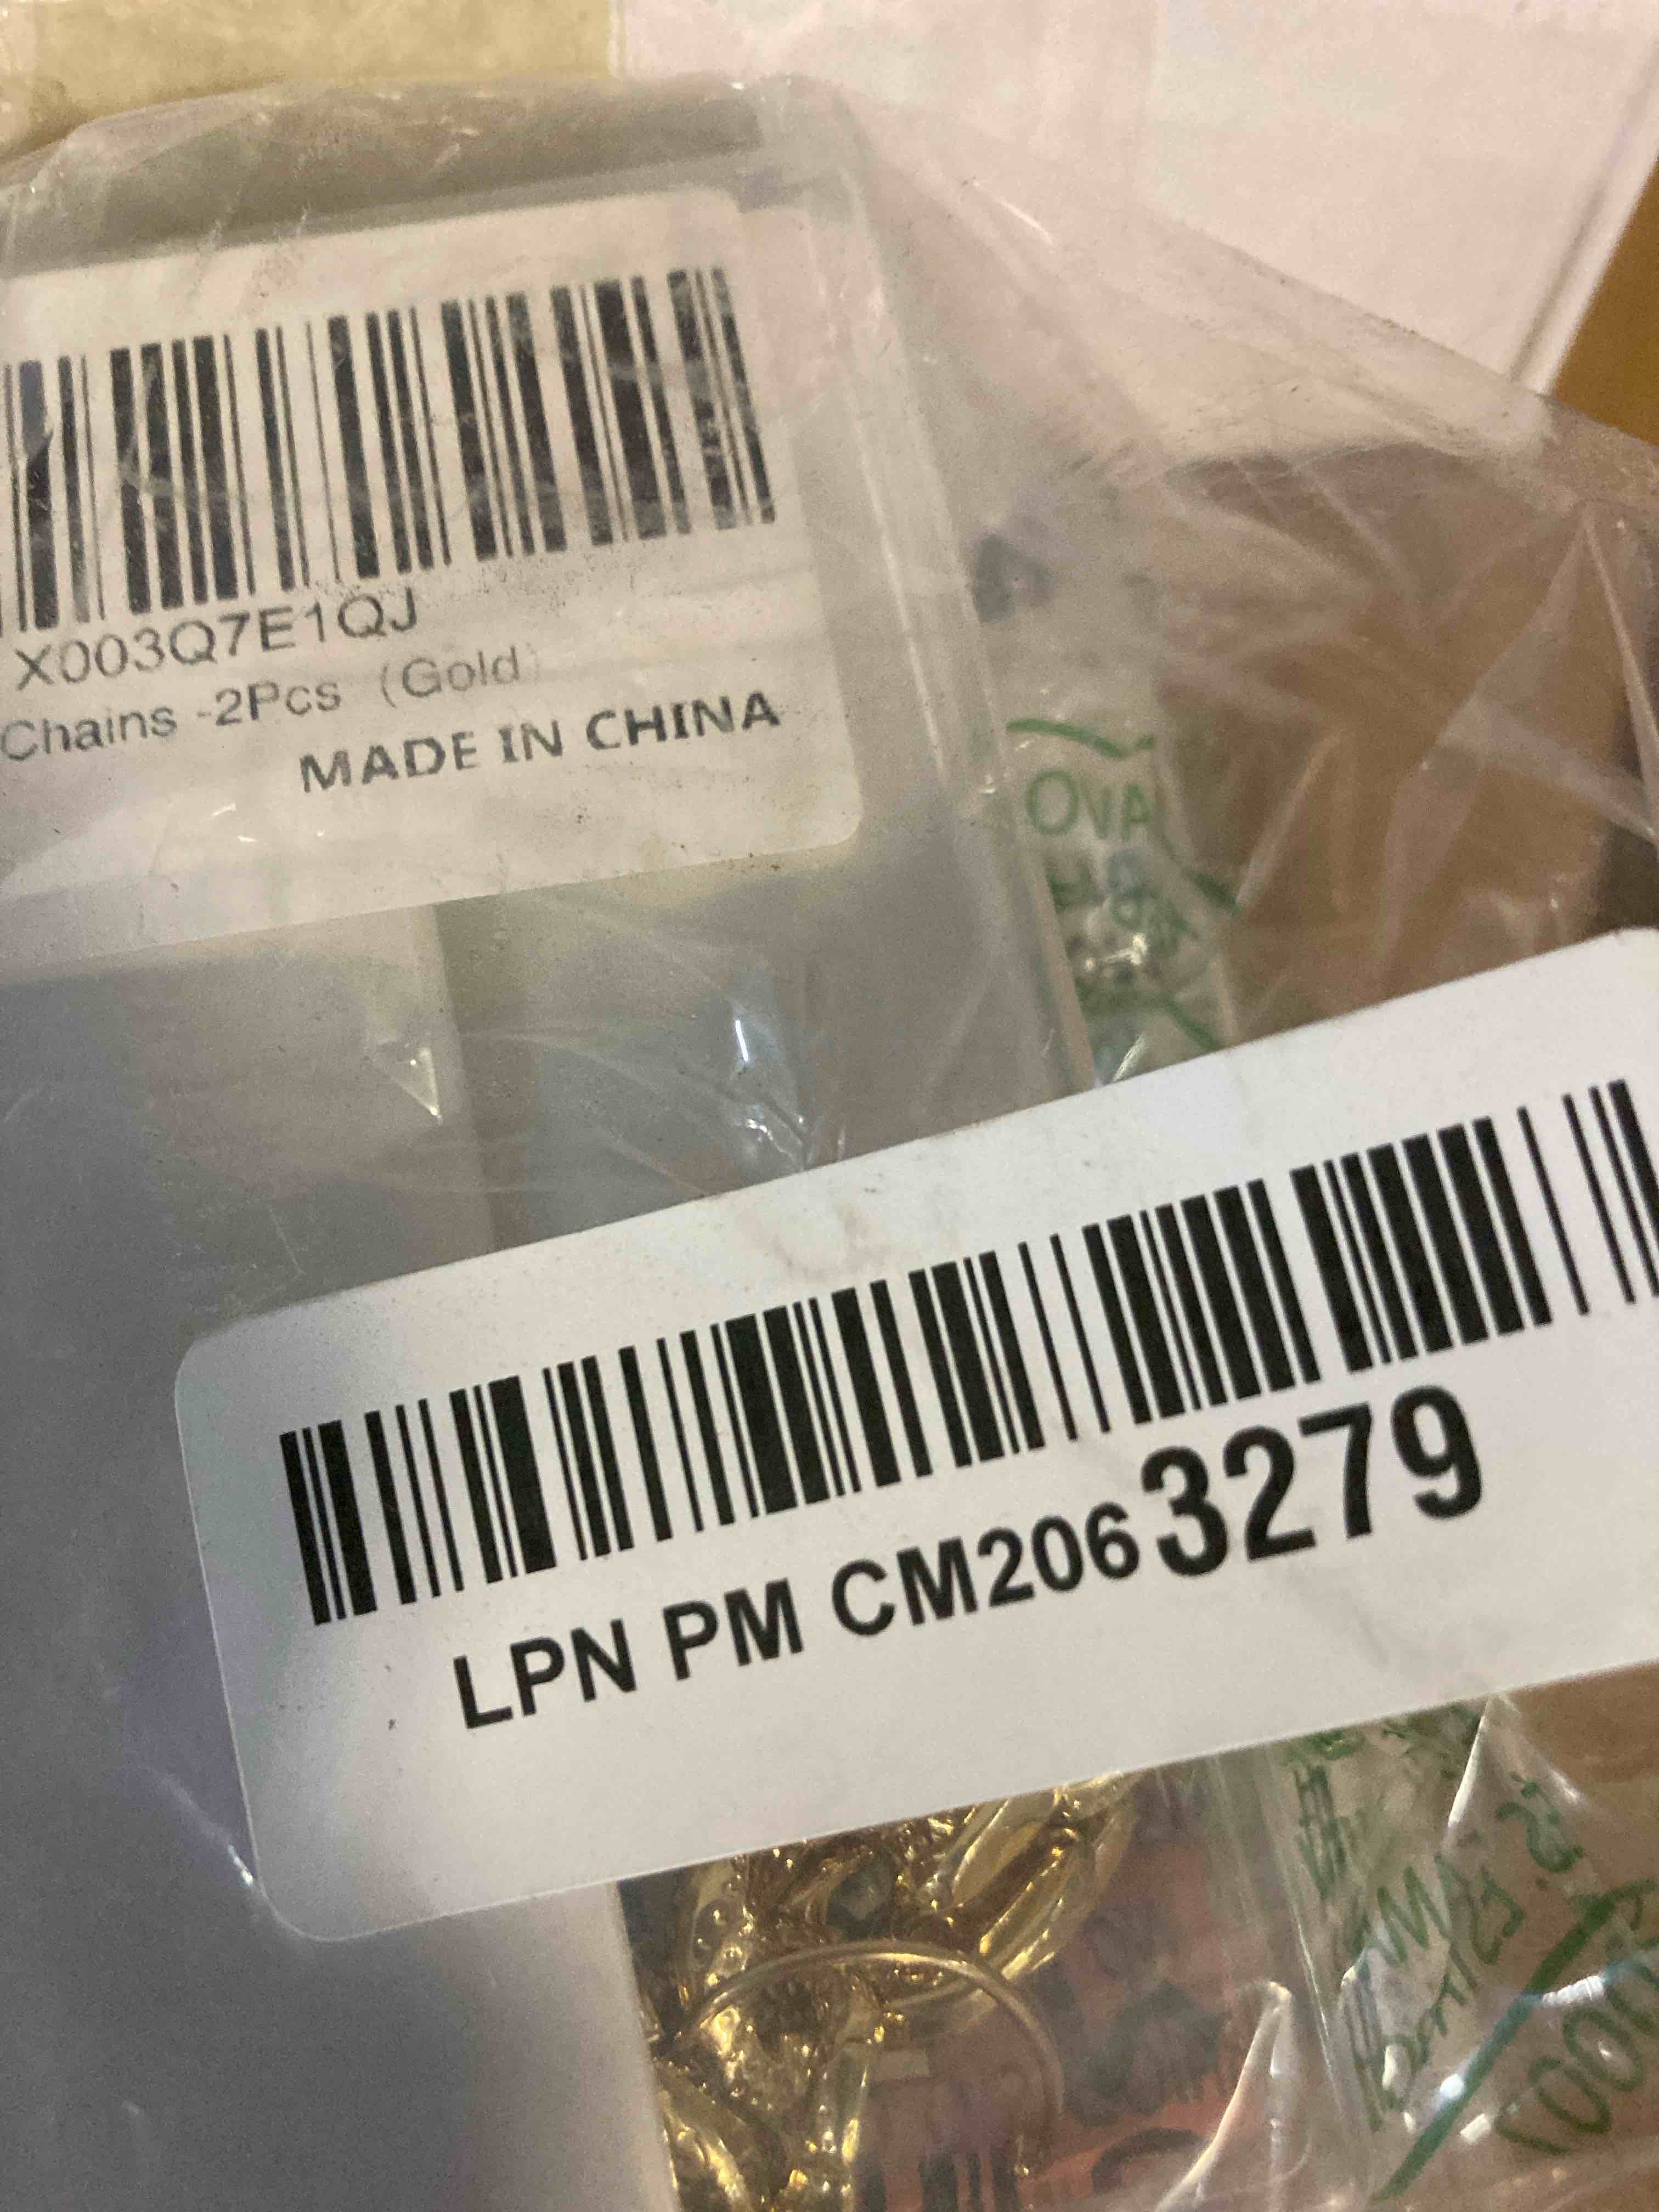 X003Q7E1QJ
Chains -2Pcs (Gold)
MADE IN CHINA
LPN PM CM2063279